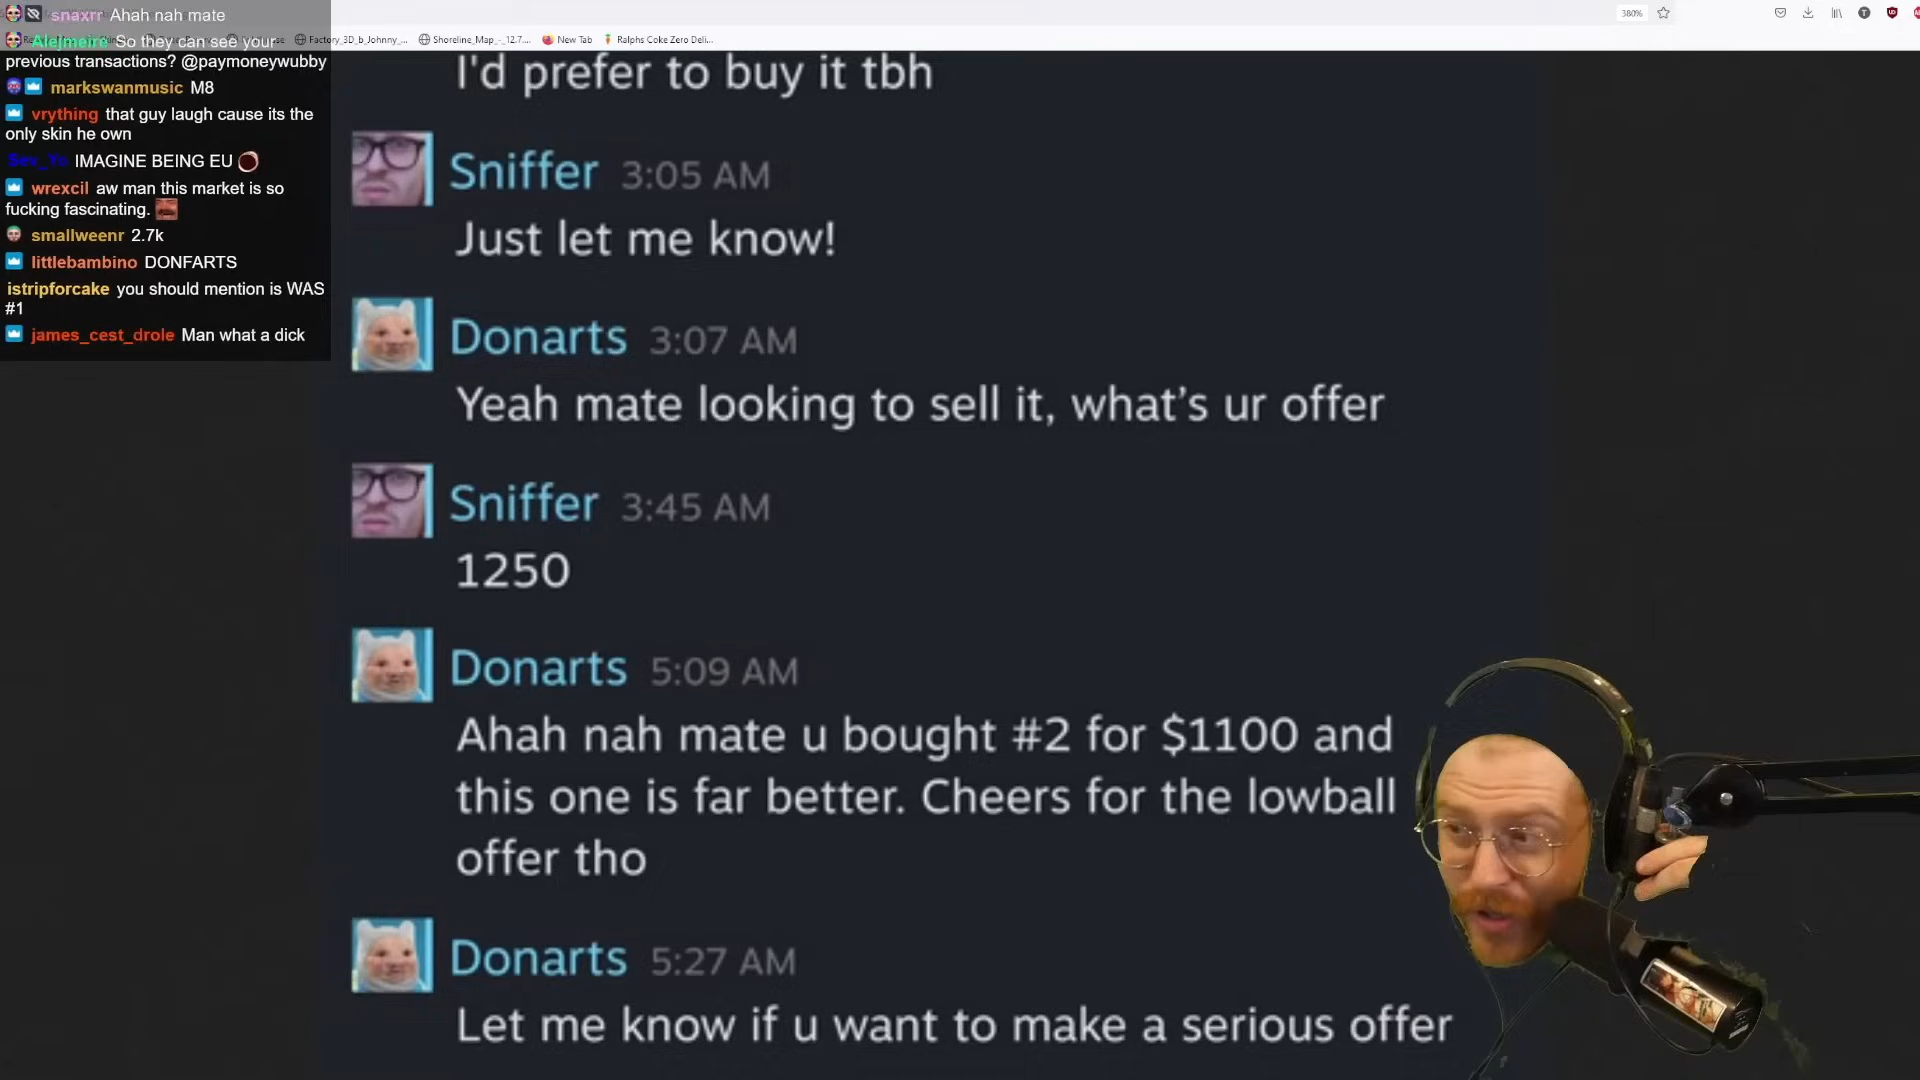 snaxrr Ahah nah mate
Alejmeire So they can see your
previous transactions? @paymoneywubby
markswanmusic M8
vrything that guy laugh cause its the
only skin he own
Sev_Yo IMAGINE BEING EU
wrexcil aw man this market is so
fucking fascinating.
smallweenr 2.7k
littlebambino DONFARTS
istripforcake you should mention is WAS
#1
james_cest_drole Man what a dick
380%
Factory_3D_b_Johnny_...
Shoreline_Map_-_12.7....
New Tab
Ralphs Coke Zero Deli...
I'd prefer to buy it tbh
Sniffer 3:05 AM
Just let me know!
Donarts 3:07 AM
Yeah mate looking to sell it, what's ur offer
Sniffer 3:45 AM
1250
Donarts 5:09 AM
Ahah nah mate u bought #2 for $1100 and
this one is far better. Cheers for the lowball
offer tho
Donarts 5:27 AM
Let me know if u want to make a serious offer